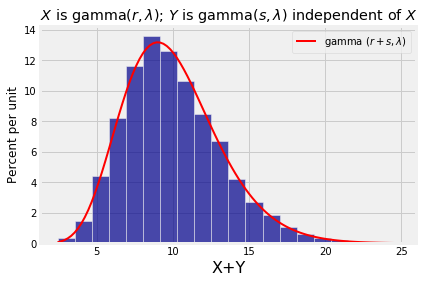 X is gamma(r, λ); Y is gamma(s, λ) independent of X
gamma (r + s, λ)
Percent per unit
14
12
10
8
6
4
2
0
5 10 15 20 25
X+Y